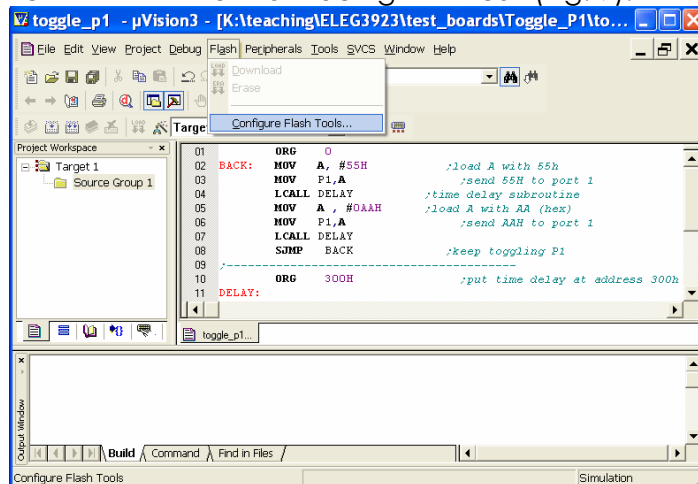 toggle_p1 - µVision3 - [K:\teaching\ELEG3923\test_boards\Toggle_P1\to...
File Edit View Project Debug Flash Peripherals Tools SVCS Window Help
Download
Erase
Configure Flash Tools...
Targe
Project Workspace
Target 1
Source Group 1
01 ORG 0
02 BACK: MOV A, #55H ;load A with 55h
03 MOV P1,A ;send 55H to port 1
04 LCALL DELAY ;time delay subroutine
05 MOV A , #0AAH ;load A with AA (hex)
06 MOV P1,A ;send AAH to port 1
07 LCALL DELAY
08 SJMP BACK ;keep toggling P1
09 ;------------------------------------------
10 ORG 300H ;put time delay at address 300h
11 DELAY:
toggle_p1...
Output Window
Build Command Find in Files
Configure Flash Tools
Simulation